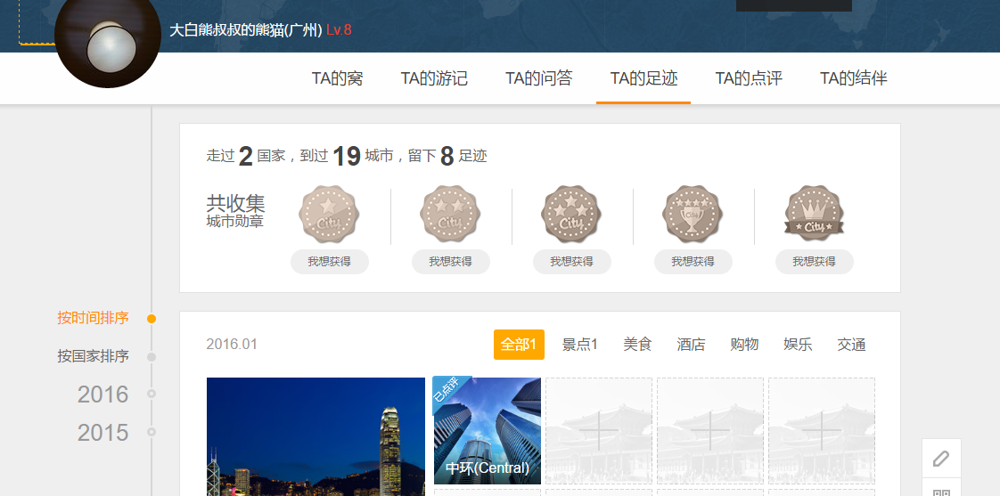 大白熊叔叔的熊猫(广州) Lv.8
TA的窝 TA的游记 TA的问答 TA的足迹 TA的点评 TA的结伴
走过 2 国家，到过 19 城市，留下 8 足迹
共收集
城市勋章
City City City City City
我想获得 我想获得 我想获得 我想获得 我想获得
按时间排序
按国家排序
2016
2015
2016.01 全部1 景点1 美食 酒店 购物 娱乐 交通
已点评
中环(Central)